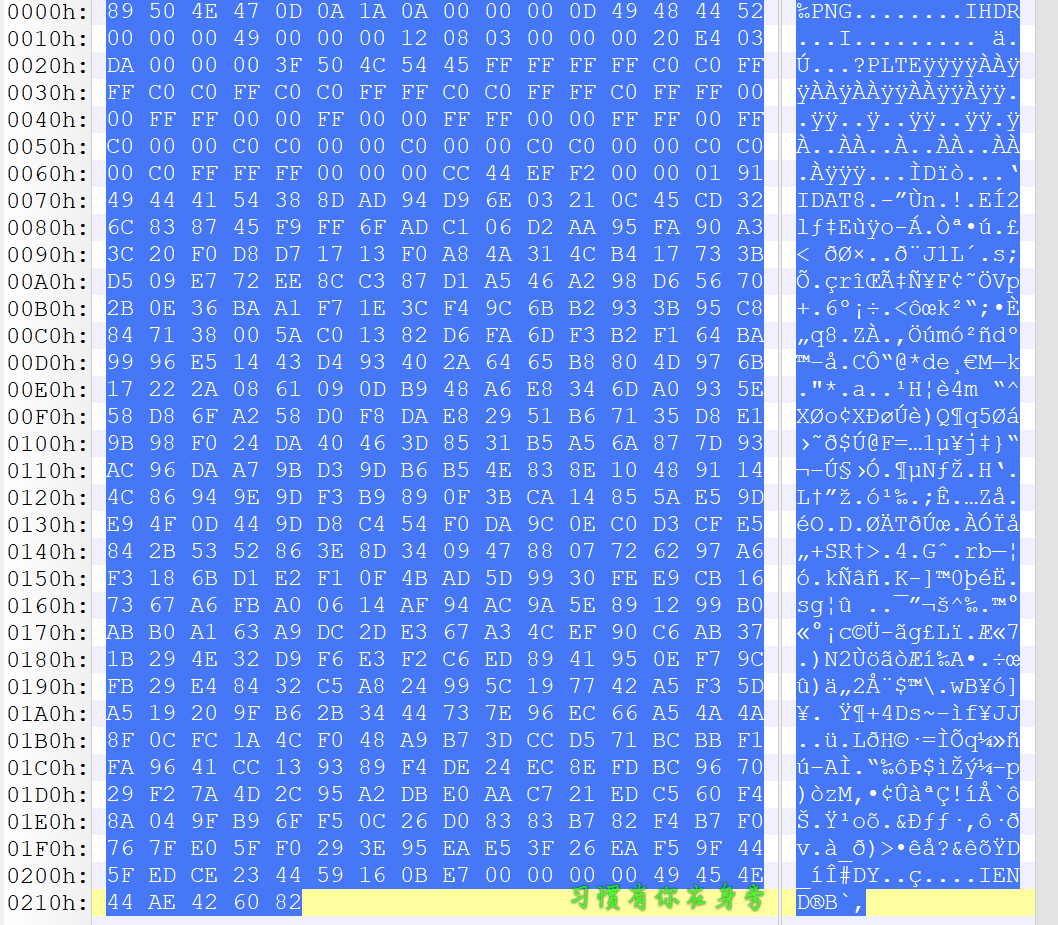 0000h: 89 50 4E 47 0D 0A 1A 0A 00 00 00 0D 49 48 44 52 ‰PNG........IHDR
0010h: 00 00 00 49 00 00 00 12 08 03 00 00 00 20 E4 03 ...I......... ä.
0020h: DA 00 00 00 3F 50 4C 54 45 FF FF FF FF C0 C0 FF Ú...?PLTEÿÿÿÿÀÀÿ
0030h: FF C0 C0 FF C0 C0 FF FF C0 C0 FF FF C0 FF FF 00 ÿÀÀÿÀÀÿÿÀÀÿÿÀÿÿ.
0040h: 00 FF FF 00 00 FF 00 00 FF FF 00 00 FF FF 00 FF .ÿÿ..ÿ..ÿÿ..ÿÿ.ÿ
0050h: C0 00 00 C0 C0 00 00 C0 00 00 C0 C0 00 00 C0 C0 À..ÀÀ..À..ÀÀ..ÀÀ
0060h: 00 C0 FF FF FF 00 00 00 CC 44 EF F2 00 00 01 91 .Àÿÿÿ...ÌDïò...‘
0070h: 49 44 41 54 38 8D AD 94 D9 6E 03 21 0C 45 CD 32 IDAT8.-”Ùn.!.EÍ2
0080h: 6C 83 87 45 F9 FF 6F AD C1 06 D2 AA 95 FA 90 A3 lƒ‡Eùÿo-Á.Òª•ú.£
0090h: 3C 20 F0 D8 D7 17 13 F0 A8 4A 31 4C B4 17 73 3B < ðØ×..ð¨J1L´.s;
00A0h: D5 09 E7 72 EE 8C C3 87 D1 A5 46 A2 98 D6 56 70 Õ.çrîŒÃ‡Ñ¥F¢˜ÖVp
00B0h: 2B 0E 36 BA A1 F7 1E 3C F4 9C 6B B2 93 3B 95 C8 +.6º¡÷.<ôœk²“;•È
00C0h: 84 71 38 00 5A C0 13 82 D6 FA 6D F3 B2 F1 64 BA „q8.ZÀ.‚Öúmó²ñdº
00D0h: 99 96 E5 14 43 D4 93 40 2A 64 65 B8 80 4D 97 6B ™–å.CÔ“@*de¸€M—k
00E0h: 17 22 2A 08 61 09 0D B9 48 A6 E8 34 6D A0 93 5E ."*.a..¹H¦è4m “^
00F0h: 58 D8 6F A2 58 D0 F8 DA E8 29 51 B6 71 35 D8 E1 XØo¢XÐøÚè)Q¶q5Øá
0100h: 9B 98 F0 24 DA 40 46 3D 85 31 B5 A5 6A 87 7D 93 ›˜ð$Ú@F=…1µ¥j‡}“
0110h: AC 96 DA A7 9B D3 9D B6 B5 4E 83 8E 10 48 91 14 ¬–Ú§›Ó.¶µNƒŽ.H‘.
0120h: 4C 86 94 9E 9D F3 B9 89 0F 3B CA 14 85 5A E5 9D L†”ž.ó¹‰.;Ê.…Zå.
0130h: E9 4F 0D 44 9D D8 C4 54 F0 DA 9C 0E C0 D3 CF E5 éO.D.ØÄTðÚœ.ÀÓÏå
0140h: 84 2B 53 52 86 3E 8D 34 09 47 88 07 72 62 97 A6 „+SR†>.4.Gˆ.rb—¦
0150h: F3 18 6B D1 E2 F1 0F 4B AD 5D 99 30 FE E9 CB 16 ó.kÑâñ.K-]™0þéË.
0160h: 73 67 A6 FB A0 06 14 AF 94 AC 9A 5E 89 12 99 B0 sg¦û ..¯”¬š^‰.™°
0170h: AB B0 A1 63 A9 DC 2D E3 67 A3 4C EF 90 C6 AB 37 «°¡c©Ü-ãg£Lï.Æ«7
0180h: 1B 29 4E 32 D9 F6 E3 F2 C6 ED 89 41 95 0E F7 9C .)N2ÙöãòÆí‰A•.÷œ
0190h: FB 29 E4 84 32 C5 A8 24 99 5C 19 77 42 A5 F3 5D û)ä„2Å¨$™\.wB¥ó]
01A0h: A5 19 20 9F B6 2B 34 44 73 7E 96 EC 66 A5 4A 4A ¥. Ÿ¶+4Ds~–ìf¥JJ
01B0h: 8F 0C FC 1A 4C F0 48 A9 B7 3D CC D5 71 BC BB F1 ..ü.LðH©·=ÌÕq¼»ñ
01C0h: FA 96 41 CC 13 93 89 F4 DE 24 EC 8E FD BC 96 70 ú–AÌ.“‰ôÞ$ìŽý¼–p
01D0h: 29 F2 7A 4D 2C 95 A2 DB E0 AA C7 21 ED C5 60 F4 )òzM,•¢ÛàªÇ!íÅ`ô
01E0h: 8A 04 9F B9 6F F5 0C 26 D0 83 83 B7 82 F4 B7 F0 Š.Ÿ¹oõ.&Ðƒƒ·‚ô·ð
01F0h: 76 7F E0 5F F0 29 3E 95 EA E5 3F 26 EA F5 9F 44 v.à_ð)>•êå?&êõŸD
0200h: 5F ED CE 23 44 59 16 0B E7 00 00 00 00 49 45 4E _íÎ#DY..ç....IEN
0210h: 44 AE 42 60 82 D®B`‚
习惯有你在身旁